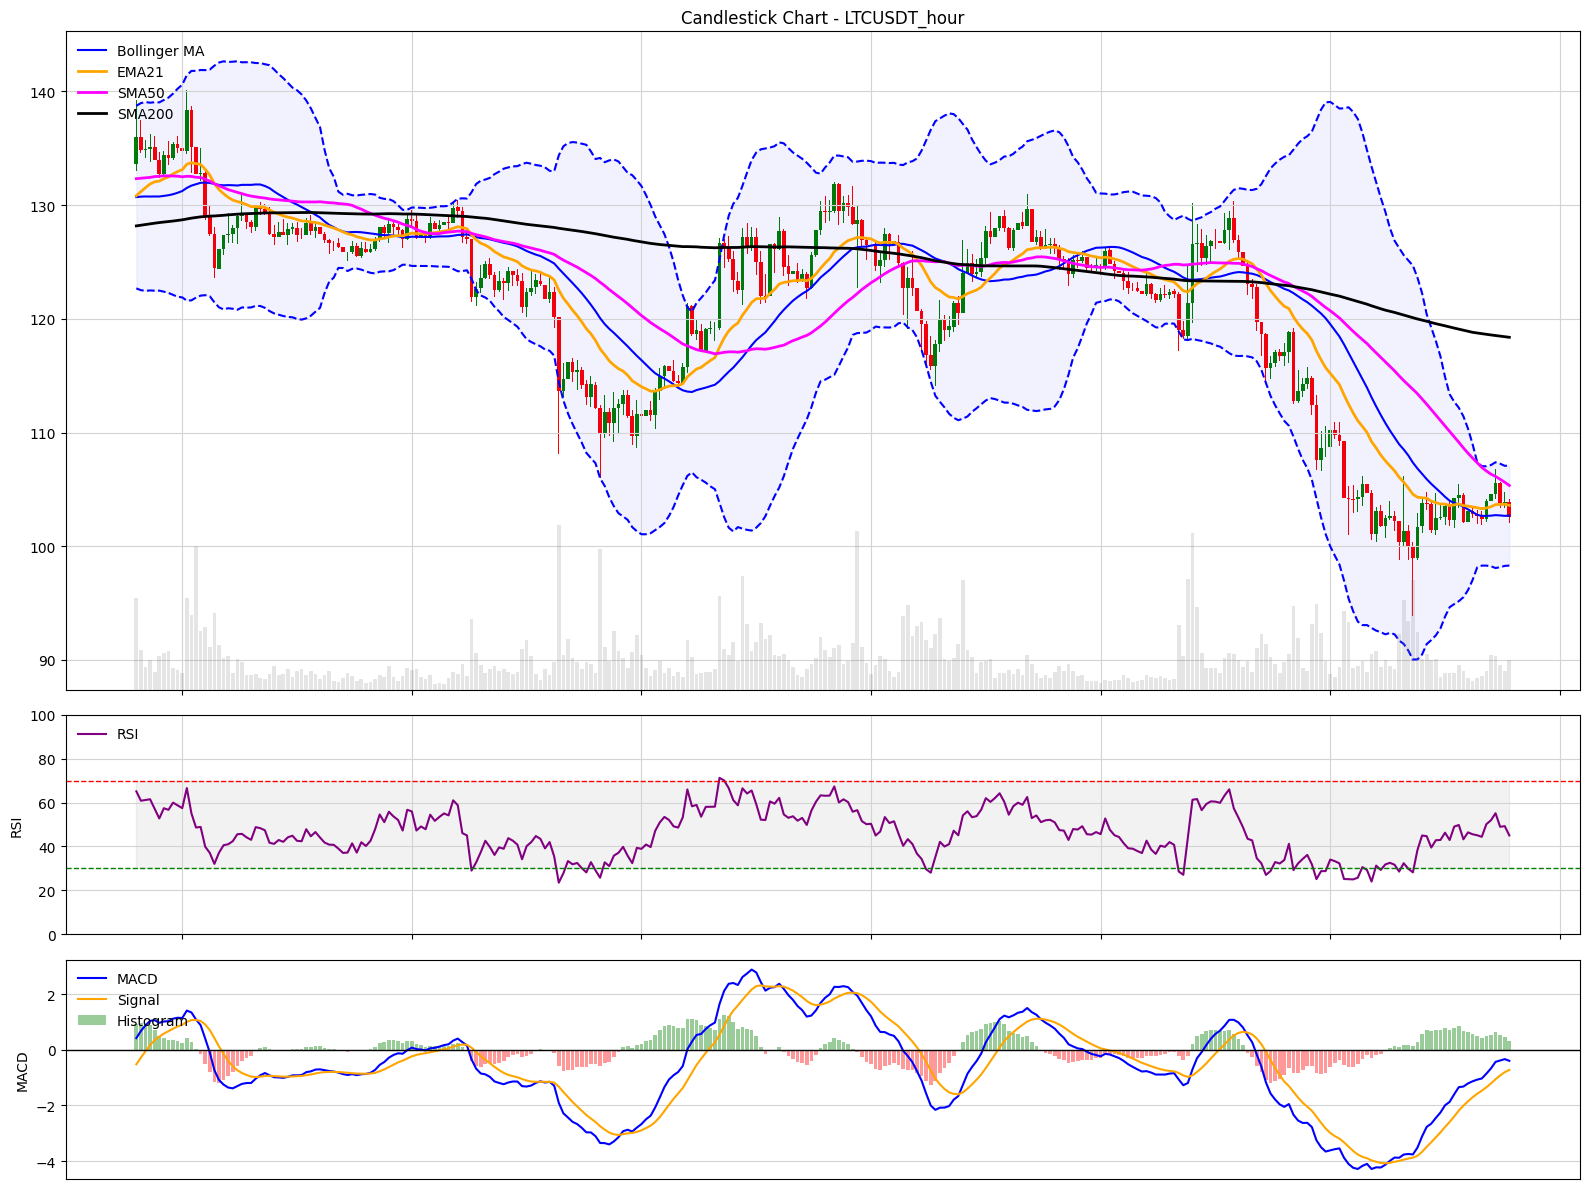 Candlestick Chart - LTCUSDT_hour
Bollinger MA
EMA21
SMA50
SMA200
140
130
120
110
100
90
RSI
RSI
100
80
60
40
20
0
MACD
Signal
Histogram
MACD
2
0
−2
−4